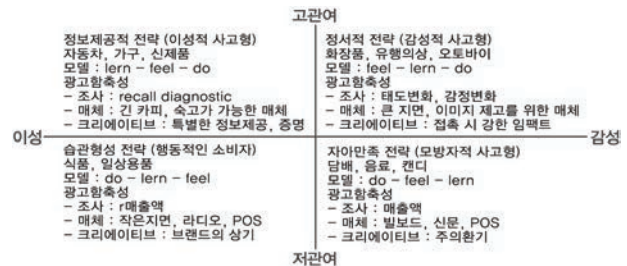 고관여
정보제공적 전략 (이성적 사고형)
자동차, 가구, 신제품
모델 : lern - feel - do
광고함축성
- 조사 : recall diagnostic
- 매체 : 긴 카피, 숙고가 가능한 매체
- 크리에이티브 : 특별한 정보제공, 증명
정서적 전략 (감성적 사고형)
화장품, 유행의상, 오토바이
모델 : feel - lern - do
광고함축성
- 조사 : 태도변화, 감정변화
- 매체 : 큰 지면, 이미지 제고를 위한 매체
- 크리에이티브 : 접촉 시 강한 임팩트
이성
감성
습관형성 전략 (행동적인 소비자)
식품, 일상용품
모델 : do - lern - feel
광고함축성
- 조사 : r매출액
- 매체 : 작은지면, 라디오, POS
- 크리에이티브 : 브랜드의 상기
자아만족 전략 (모방자적 사고형)
담배, 음료, 캔디
모델 : do - feel - lern
광고함축성
- 조사 : 매출액
- 매체 : 빌보드, 신문, POS
- 크리에이티브 : 주의환기
저관여